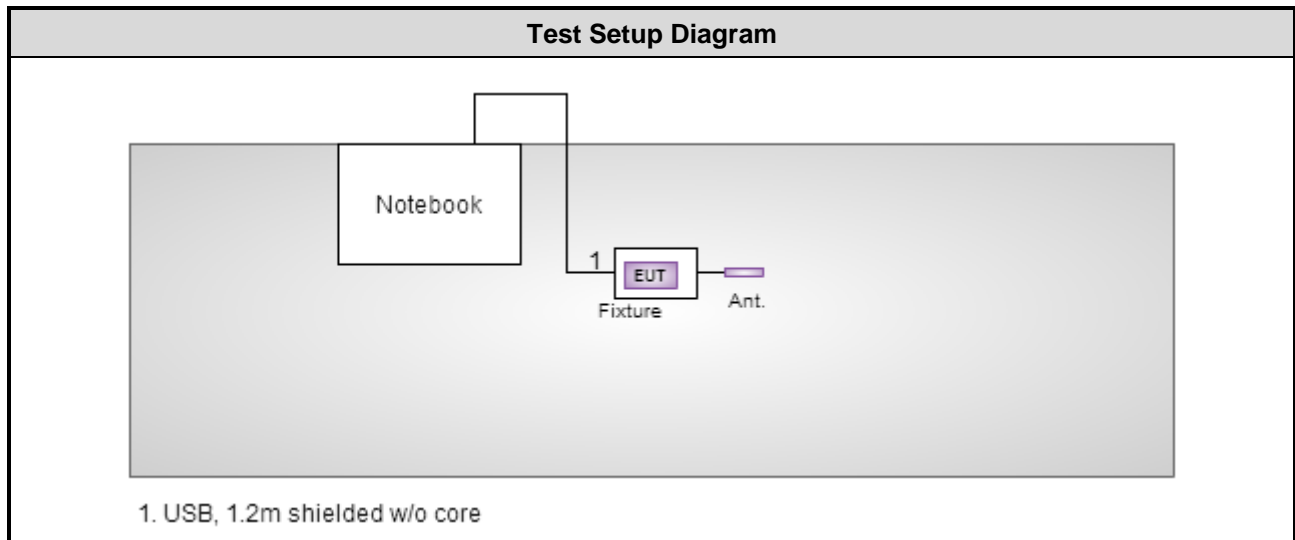 Test Setup Diagram
Notebook
1
EUT
Fixture
Ant.
1. USB, 1.2m shielded w/o core